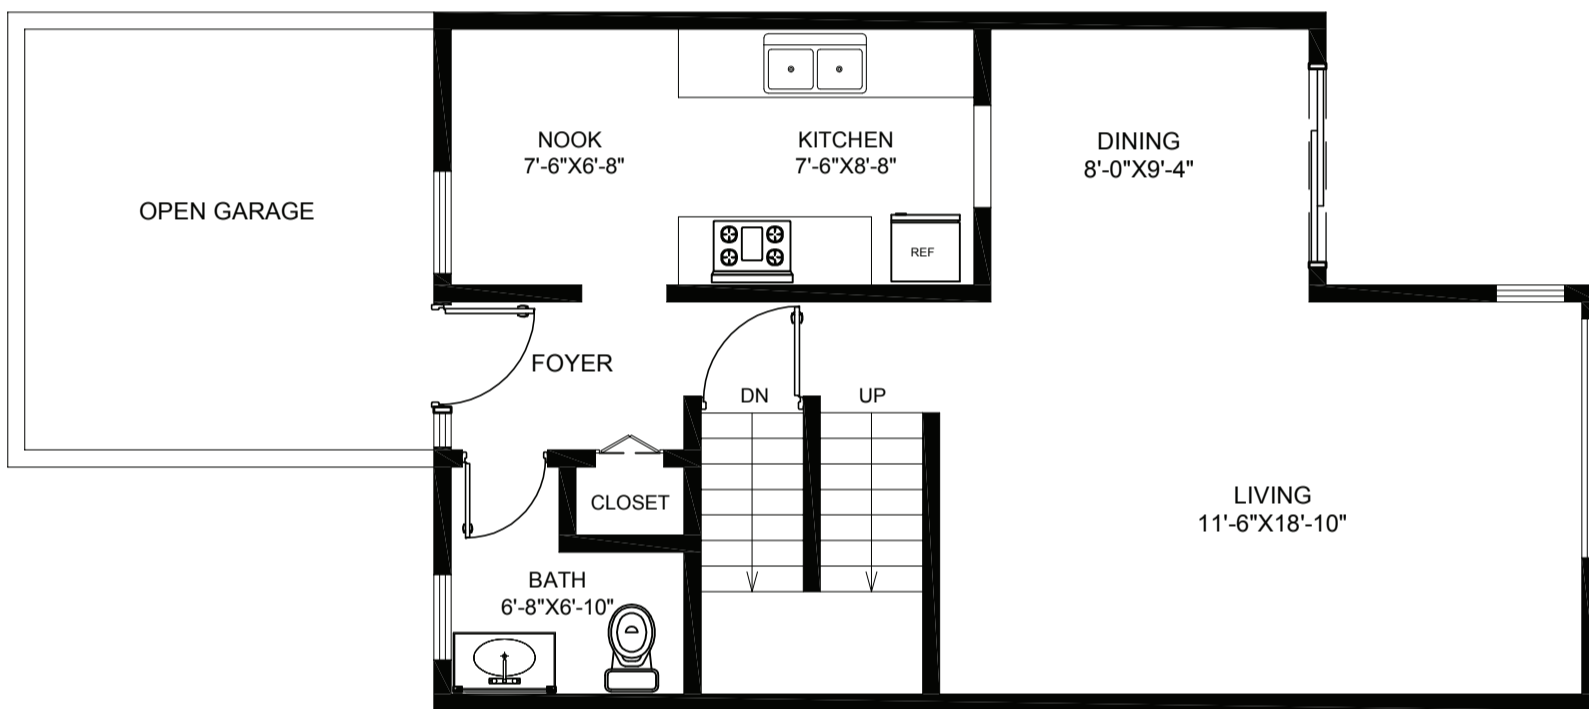 NOOK
7'-6"X6'-8"
KITCHEN
7'-6"X8'-8"
DINING
8'-0"X9'-4"
OPEN GARAGE
REF
FOYER
DN
UP
CLOSET
LIVING
11'-6"X18'-10"
BATH
6'-8"X6'-10"